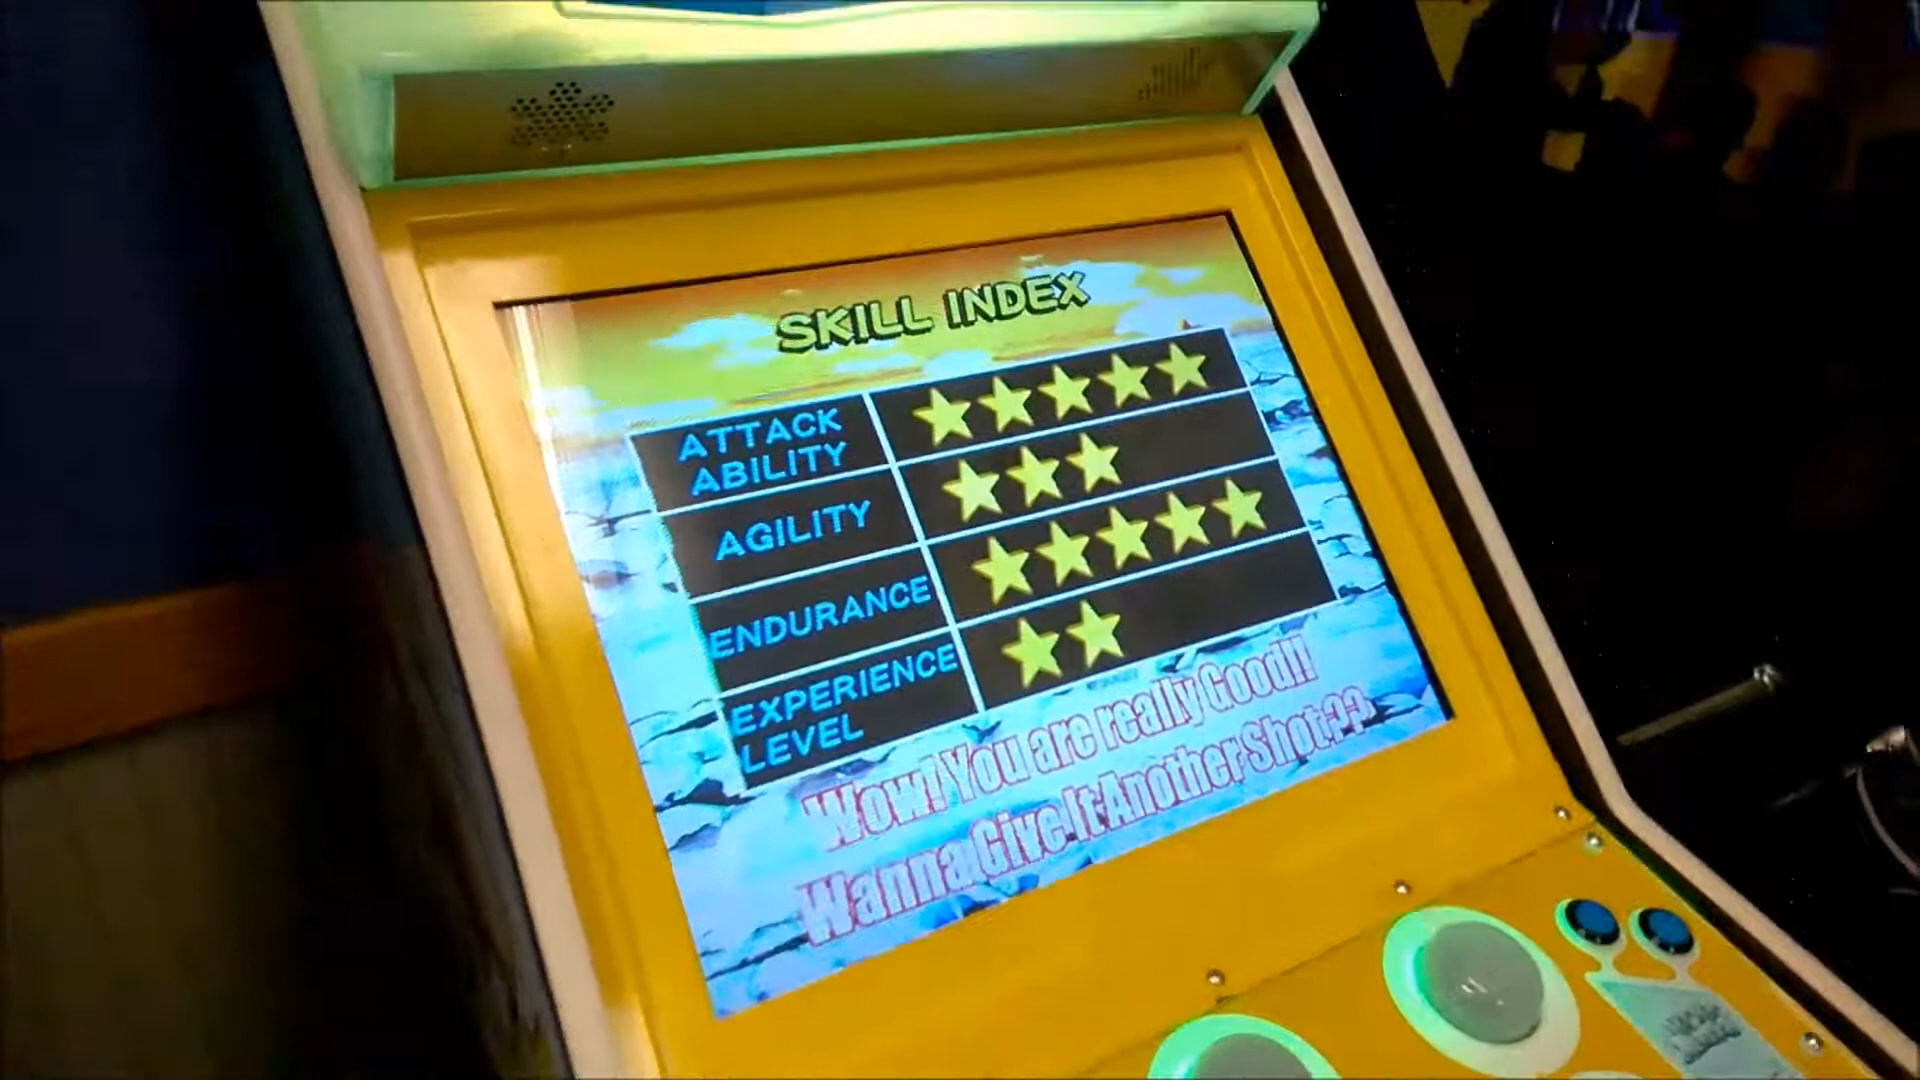 SKILL INDEX
ATTACK
ABILITY
AGILITY
ENDURANCE
EXPERIENCE
LEVEL
Wow! You are really Good!!
Wanna Give It Another Shot??